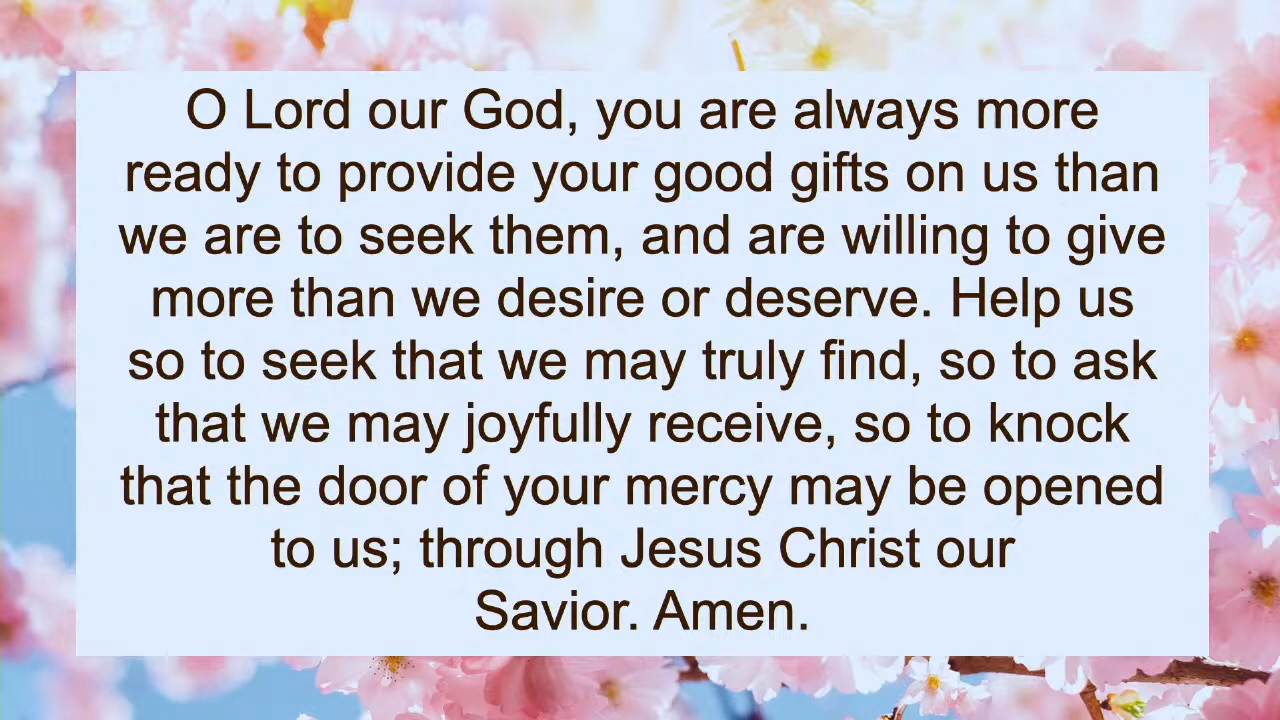 O Lord our God, you are always more
ready to provide your good gifts on us than
we are to seek them, and are willing to give
more than we desire or deserve. Help us
so to seek that we may truly find, so to ask
that we may joyfully receive, so to knock
that the door of your mercy may be opened
to us; through Jesus Christ our
Savior. Amen.